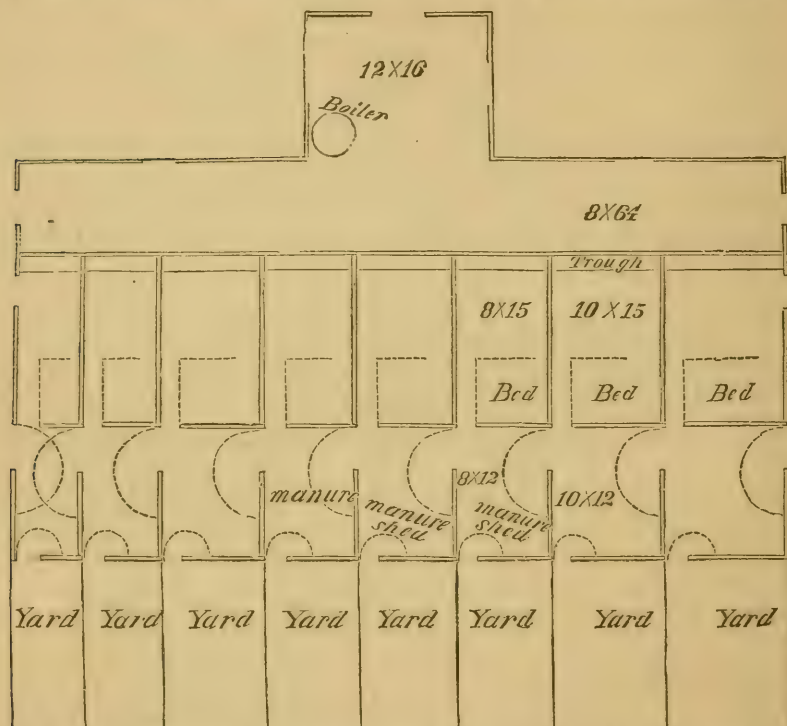 12X16
Boiler
8X64
Trough
8X15 10X15
Bed Bed Bed
8X12
manure manure shed manure shed 10X12
Yard Yard Yard Yard Yard Yard Yard Yard